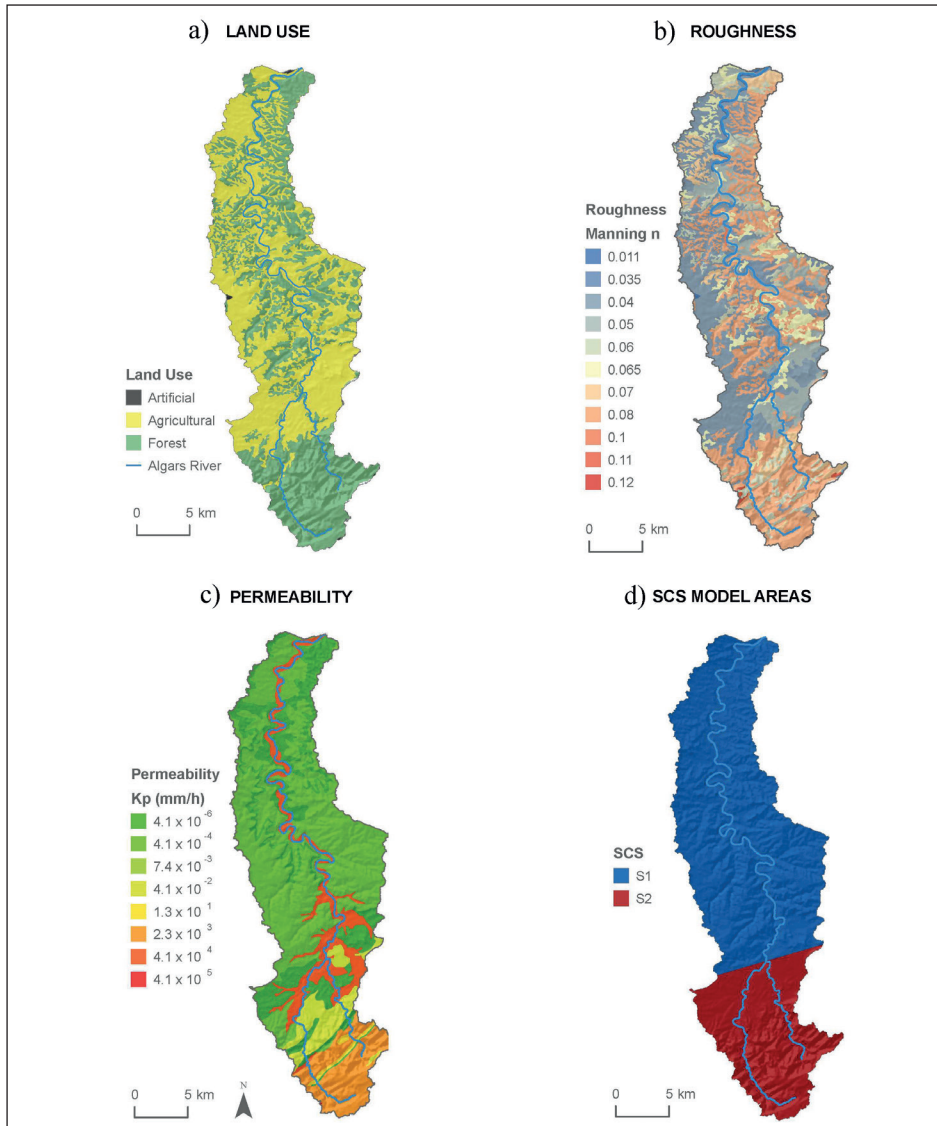 a) LAND USE
b) ROUGHNESS
Land Use
Artificial
Agricultural
Forest
Algars River
0 5 km
Roughness
Manning n
0.011
0.035
0.04
0.05
0.06
0.065
0.07
0.08
0.1
0.11
0.12
0 5 km
c) PERMEABILITY
d) SCS MODEL AREAS
Permeability
Kp (mm/h)
4.1 x 10 -6
4.1 x 10 -4
7.4 x 10 -3
4.1 x 10 -2
1.3 x 10 1
2.3 x 10 3
4.1 x 10 4
4.1 x 10 5
0 5 km
N
SCS
S1
S2
0 5 km